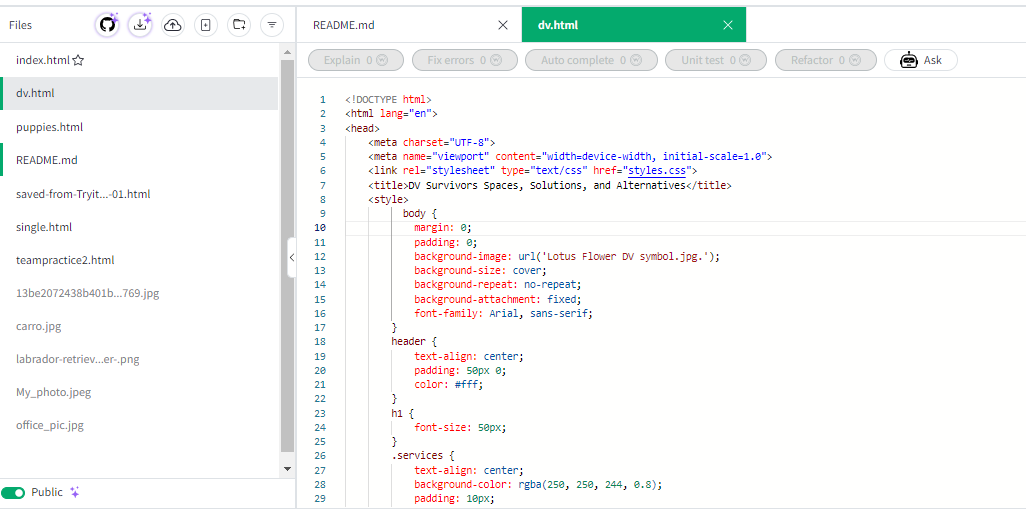 Files
index.html
dv.html
puppies.html
README.md
saved-from-Tryit...-01.html
single.html
teampractice2.html
13be2072438b401b...769.jpg
carro.jpg
labrador-retriev...er-.png
My_photo.jpeg
office_pic.jpg
Public
README.md
dv.html
Explain 0
Fix errors 0
Auto complete 0
Unit test 0
Refactor 0
Ask
1 <!DOCTYPE html>
2 <html lang="en">
3 <head>
4 <meta charset="UTF-8">
5 <meta name="viewport" content="width=device-width, initial-scale=1.0">
6 <link rel="stylesheet" type="text/css" href="styles.css">
7 <title>DV Survivors Spaces, Solutions, and Alternatives</title>
8 <style>
9 body {
10 margin: 0;
11 padding: 0;
12 background-image: url('Lotus Flower DV symbol.jpg.');
13 background-size: cover;
14 background-repeat: no-repeat;
15 background-attachment: fixed;
16 font-family: Arial, sans-serif;
17 }
18 header {
19 text-align: center;
20 padding: 50px 0;
21 color: #fff;
22 }
23 h1 {
24 font-size: 50px;
25 }
26 .services {
27 text-align: center;
28 background-color: rgba(250, 250, 244, 0.8);
29 padding: 10px;